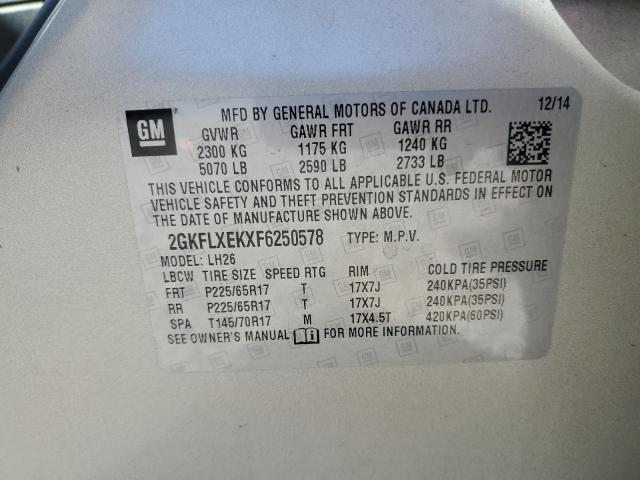 GM
MFD BY GENERAL MOTORS OF CANADA LTD. 12/14
GVWR GAWR FRT GAWR RR
2300 KG 1175 KG 1240 KG
5070 LB 2590 LB 2733 LB
THIS VEHICLE CONFORMS TO ALL APPLICABLE U.S. FEDERAL MOTOR
VEHICLE SAFETY AND THEFT PREVENTION STANDARDS IN EFFECT ON
THE DATE OF MANUFACTURE SHOWN ABOVE.
2GKFLXEKXF6250578 TYPE: M.P.V.
MODEL: LH26
LBCW TIRE SIZE SPEED RTG RIM COLD TIRE PRESSURE
FRT P225/65R17 T 17X7J 240KPA(35PSI)
RR P225/65R17 T 17X7J 240KPA(35PSI)
SPA T145/70R17 M 17X4.5T 420KPA(60PSI)
SEE OWNER'S MANUAL FOR MORE INFORMATION.